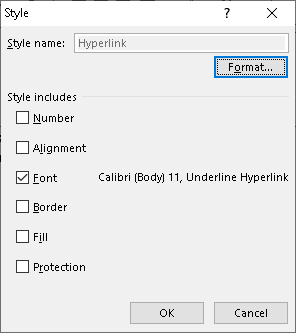 Style ? ×
Style name: Hyperlink
Format...
Style includes
Number
Alignment
Font Calibri (Body) 11, Underline Hyperlink
Border
Fill
Protection
OK Cancel